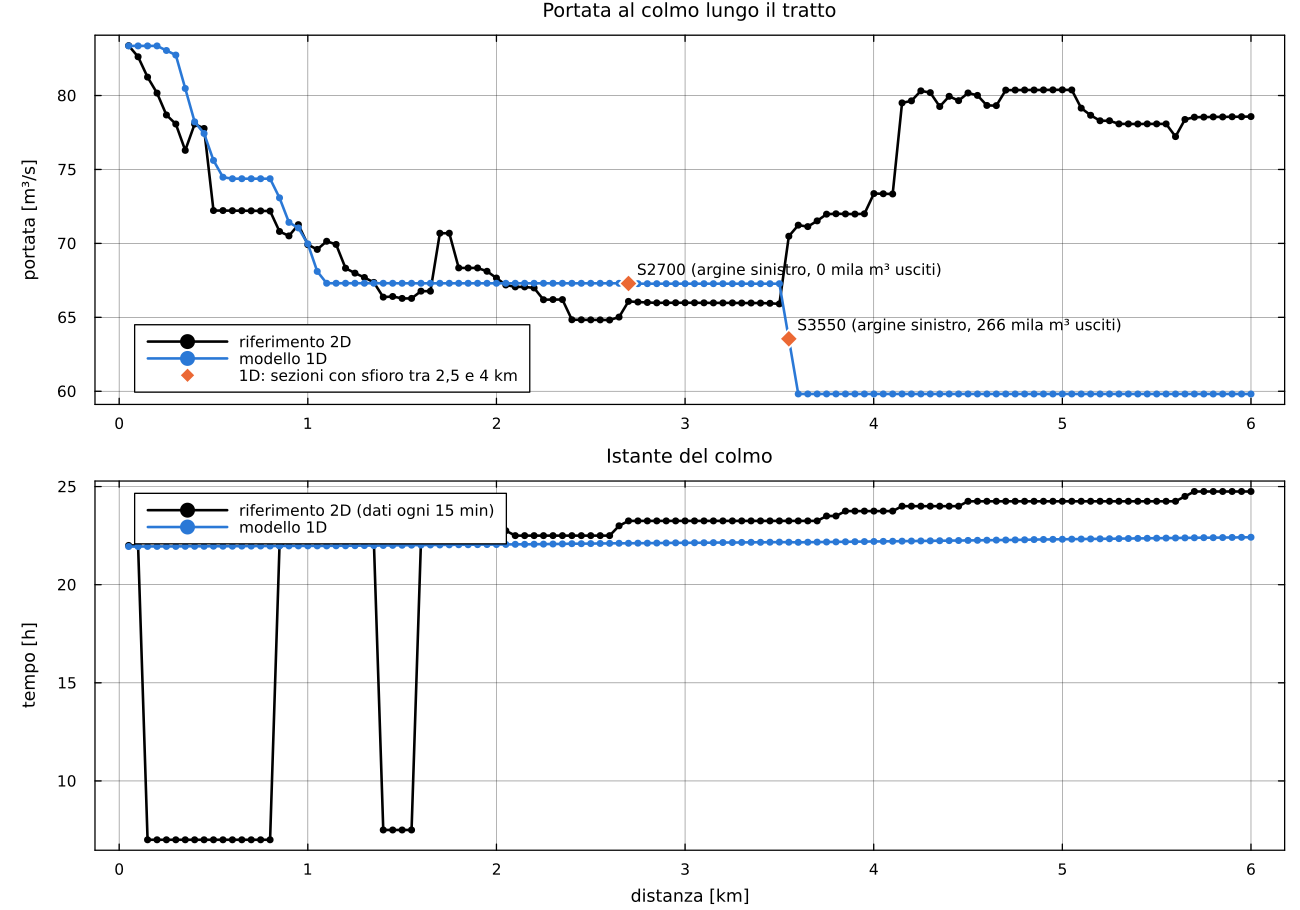 Portata al colmo lungo il tratto
portata [m³/s]
80
75
70
65
60
S2700 (argine sinistro, 0 mila m³ usciti)
S3550 (argine sinistro, 266 mila m³ usciti)
riferimento 2D
modello 1D
1D: sezioni con sfioro tra 2,5 e 4 km
0 1 2 3 4 5 6
Istante del colmo
tempo [h]
25
20
15
10
riferimento 2D (dati ogni 15 min)
modello 1D
0 1 2 3 4 5 6
distanza [km]